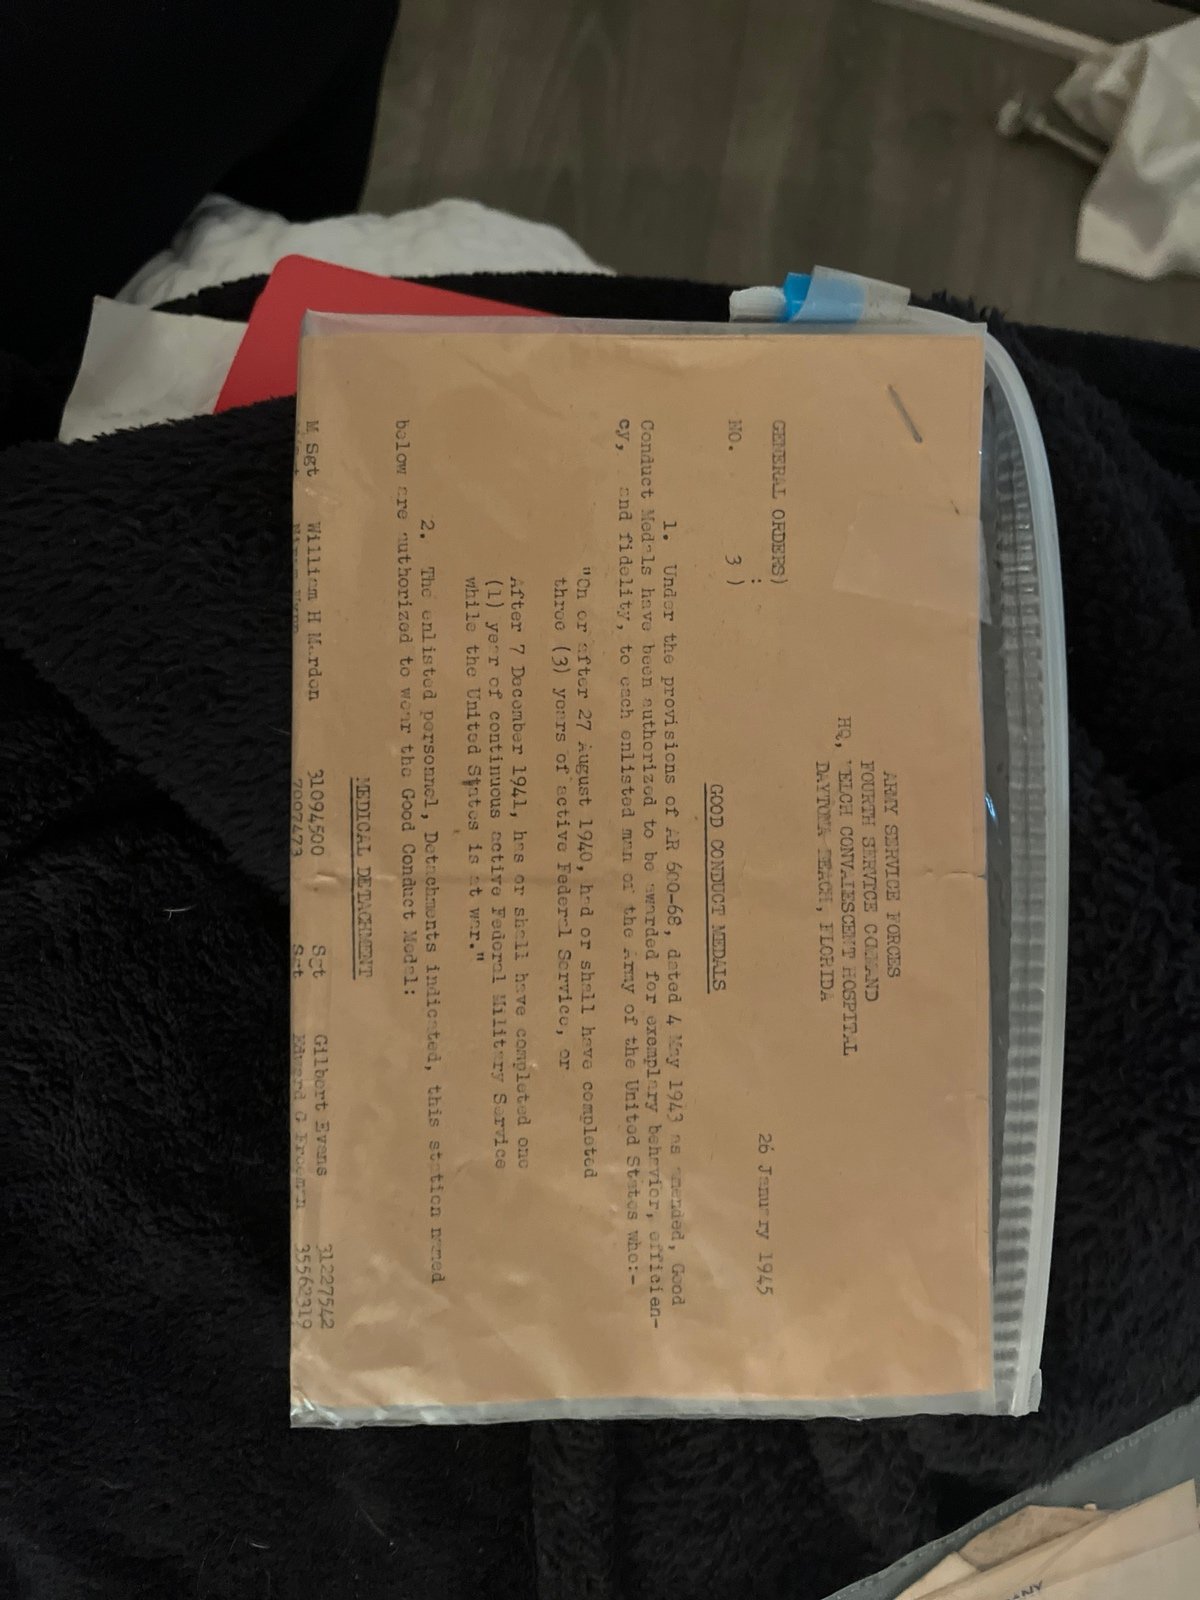 ARMY SERVICE FORCES
FOURTH SERVICE COMMAND
HQ, WELCH CONVALESCENT HOSPITAL
DAYTONA BEACH, FLORIDA
26 January 1945
GENERAL ORDERS)
:
NO. 3 )
GOOD CONDUCT MEDALS
1. Under the provisions of AR 600-68, dated 4 May 1943 as amended, Good
Conduct Medals have been authorized to be awarded for exemplary behavior, efficien-
cy, and fidelity, to each enlisted man of the Army of the United States who:-
"On or after 27 August 1940, had or shall have completed
three (3) years of active Federal Service, or
After 7 December 1941, has or shall have completed one
(1) year of continuous active Federal Military Service
while the United States is at war."
2. The enlisted personnel, Detachments indicated, this station named
below are authorized to wear the Good Conduct Medal:
MEDICAL DETACHMENT
M Sgt William H Mardon 31094500 Sgt Gilbert Evans 31227542
7007473 Sgt Edward G Freeman 35562319